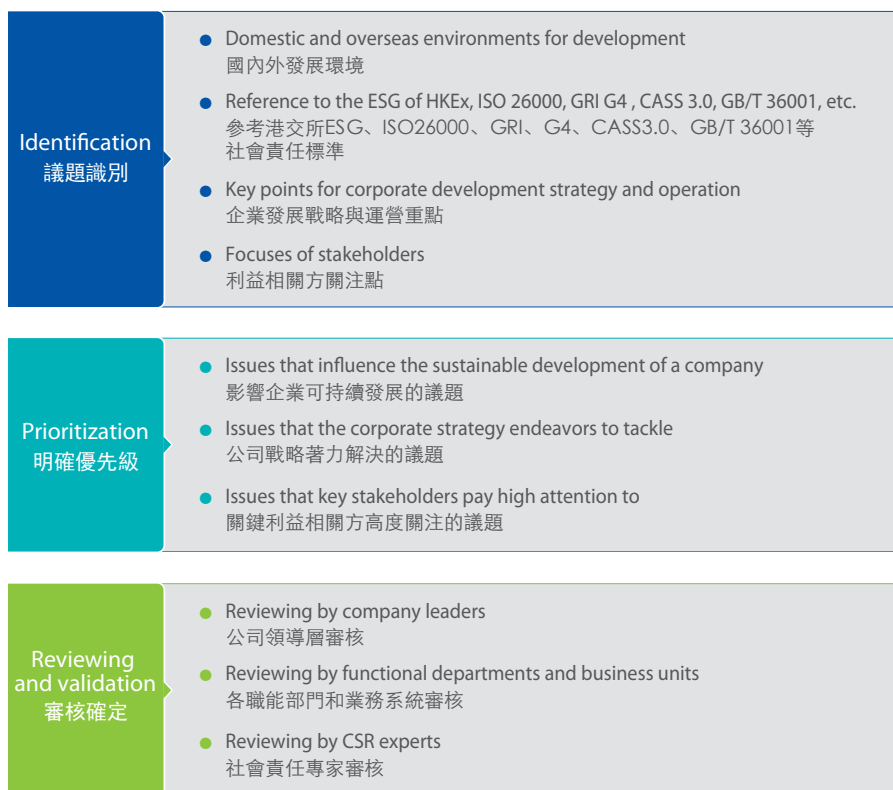 Identification
議題識別
● Domestic and overseas environments for development
國內外發展環境
● Reference to the ESG of HKEx, ISO 26000, GRI G4 , CASS 3.0, GB/T 36001, etc.
參考港交所ESG、ISO26000、GRI、G4、CASS3.0、GB/T 36001等
社會責任標準
● Key points for corporate development strategy and operation
企業發展戰略與運營重點
● Focuses of stakeholders
利益相關方關注點
Prioritization
明確優先級
● Issues that influence the sustainable development of a company
影響企業可持續發展的議題
● Issues that the corporate strategy endeavors to tackle
公司戰略著力解決的議題
● Issues that key stakeholders pay high attention to
關鍵利益相關方高度關注的議題
Reviewing
and validation
審核確定
● Reviewing by company leaders
公司領導層審核
● Reviewing by functional departments and business units
各職能部門和業務系統審核
● Reviewing by CSR experts
社會責任專家審核